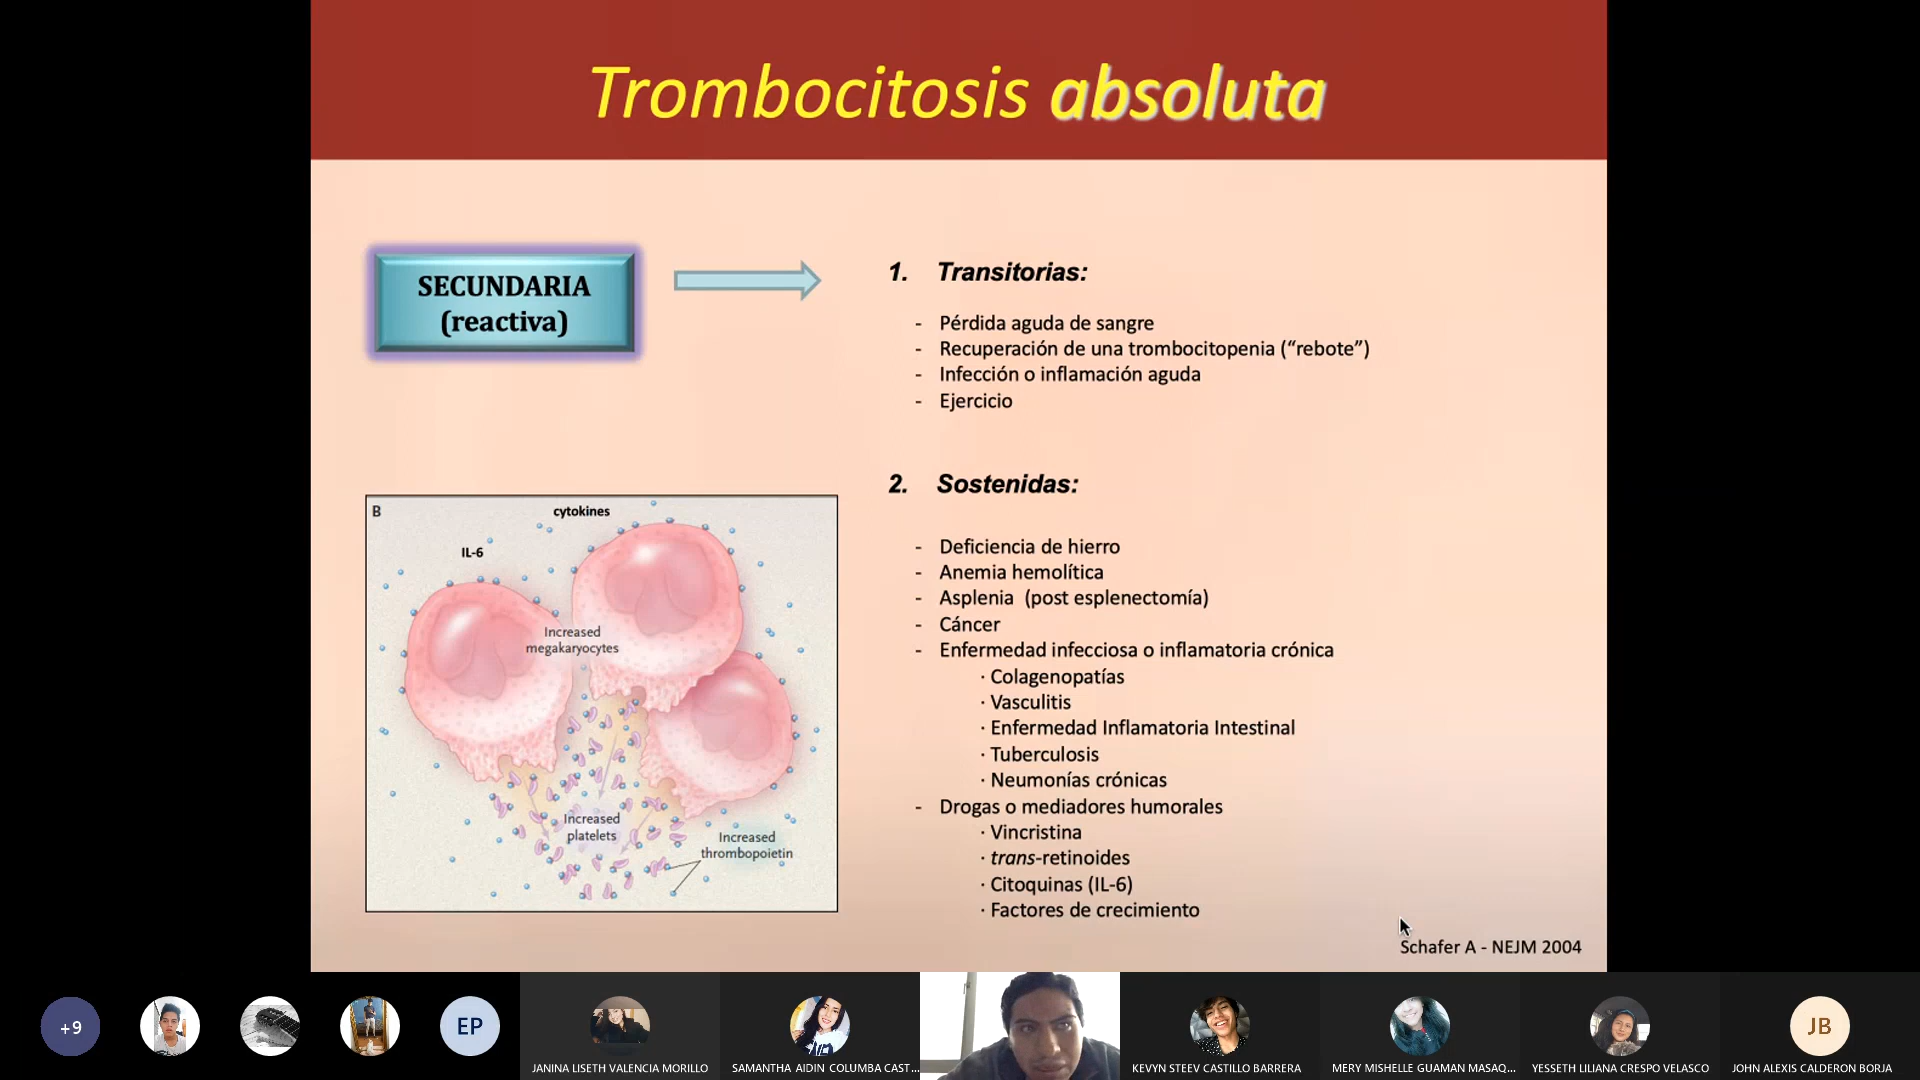 Trombocitosis absoluta
SECUNDARIA
(reactiva)
1. Transitorias:
- Pérdida aguda de sangre
- Recuperación de una trombocitopenia (“rebote”)
- Infección o inflamación aguda
- Ejercicio
2. Sostenidas:
- Deficiencia de hierro
- Anemia hemolítica
- Asplenia (post esplenectomía)
- Cáncer
- Enfermedad infecciosa o inflamatoria crónica
· Colagenopatías
· Vasculitis
· Enfermedad Inflamatoria Intestinal
· Tuberculosis
· Neumonías crónicas
- Drogas o mediadores humorales
· Vincristina
· trans-retinoides
· Citoquinas (IL-6)
· Factores de crecimiento
B
cytokines
IL-6
Increased
megakaryocytes
Increased
platelets
Increased
thrombopoietin
Schafer A - NEJM 2004
+9
EP
JANINA LISETH VALENCIA MORILLO
SAMANTHA AIDIN COLUMBA CAST...
KEVYN STEEV CASTILLO BARRERA
MERY MISHELLE GUAMAN MASAQ...
YESSETH LILIANA CRESPO VELASCO
JB
JOHN ALEXIS CALDERON BORJA